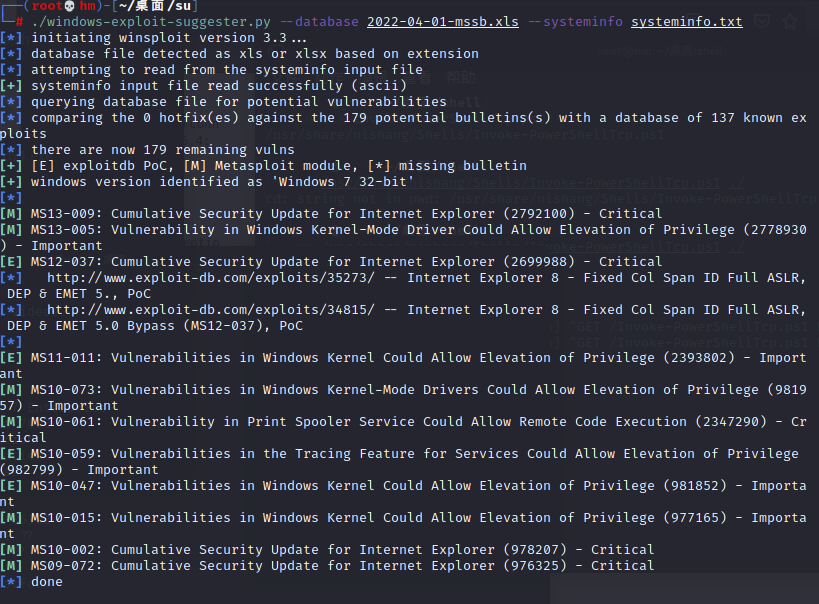 ┌──(root💀hm)-[~/桌面/su]
└─# ./windows-exploit-suggester.py --database 2022-04-01-mssb.xls --systeminfo systeminfo.txt
[*] initiating winsploit version 3.3...
[*] database file detected as xls or xlsx based on extension
[*] attempting to read from the systeminfo input file
[+] systeminfo input file read successfully (ascii)
[*] querying database file for potential vulnerabilities
[*] comparing the 0 hotfix(es) against the 179 potential bulletins(s) with a database of 137 known ex
ploits
[*] there are now 179 remaining vulns
[+] [E] exploitdb PoC, [M] Metasploit module, [*] missing bulletin
[+] windows version identified as 'Windows 7 32-bit'
[*]
[M] MS13-009: Cumulative Security Update for Internet Explorer (2792100) - Critical
[M] MS13-005: Vulnerability in Windows Kernel-Mode Driver Could Allow Elevation of Privilege (2778930
) - Important
[E] MS12-037: Cumulative Security Update for Internet Explorer (2699988) - Critical
[*]   http://www.exploit-db.com/exploits/35273/ -- Internet Explorer 8 - Fixed Col Span ID Full ASLR,
 DEP & EMET 5., PoC
[*]   http://www.exploit-db.com/exploits/34815/ -- Internet Explorer 8 - Fixed Col Span ID Full ASLR,
 DEP & EMET 5.0 Bypass (MS12-037), PoC
[*]
[E] MS11-011: Vulnerabilities in Windows Kernel Could Allow Elevation of Privilege (2393802) - Import
ant
[M] MS10-073: Vulnerabilities in Windows Kernel-Mode Drivers Could Allow Elevation of Privilege (9819
57) - Important
[M] MS10-061: Vulnerability in Print Spooler Service Could Allow Remote Code Execution (2347290) - Cr
itical
[E] MS10-059: Vulnerabilities in the Tracing Feature for Services Could Allow Elevation of Privilege
(982799) - Important
[E] MS10-047: Vulnerabilities in Windows Kernel Could Allow Elevation of Privilege (981852) - Importa
nt
[M] MS10-015: Vulnerabilities in Windows Kernel Could Allow Elevation of Privilege (977165) - Importa
nt
[M] MS10-002: Cumulative Security Update for Internet Explorer (978207) - Critical
[M] MS09-072: Cumulative Security Update for Internet Explorer (976325) - Critical
[*] done